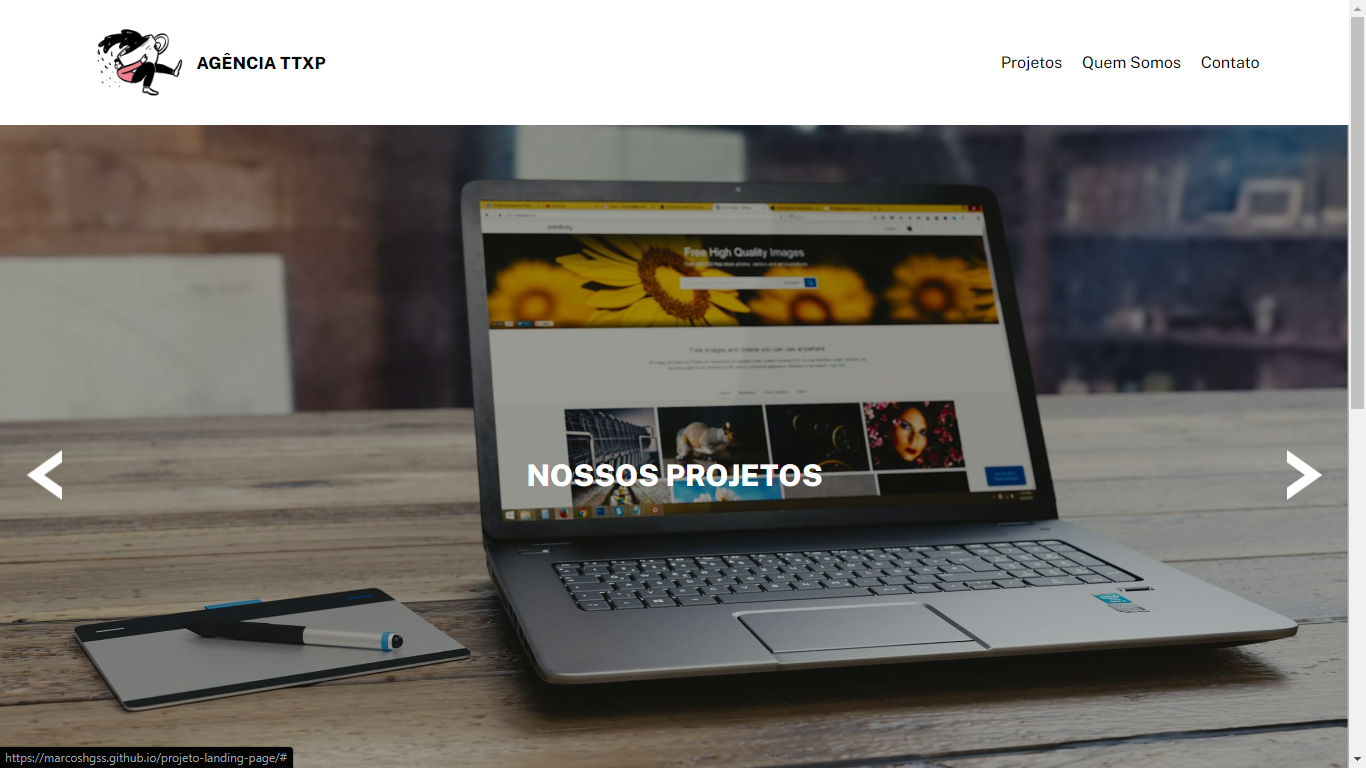 AGÊNCIA TTXP
Projetos Quem Somos Contato
Free High Quality Images
Free images and videos you can use anywhere
NOSSOS PROJETOS
https://marcoshgss.github.io/projeto-landing-page/#